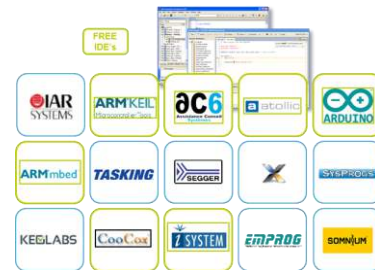 FREE
IDE's
IAR
SYSTEMS
ARM KEIL
Microcontroller Tools
ac6
atollic
ARDUINO
ARM mbed
TASKING
SEGGER
SYSPROGS
KEOLABS
CooCox
iSYSTEM
EMPROG
SOMNIUM